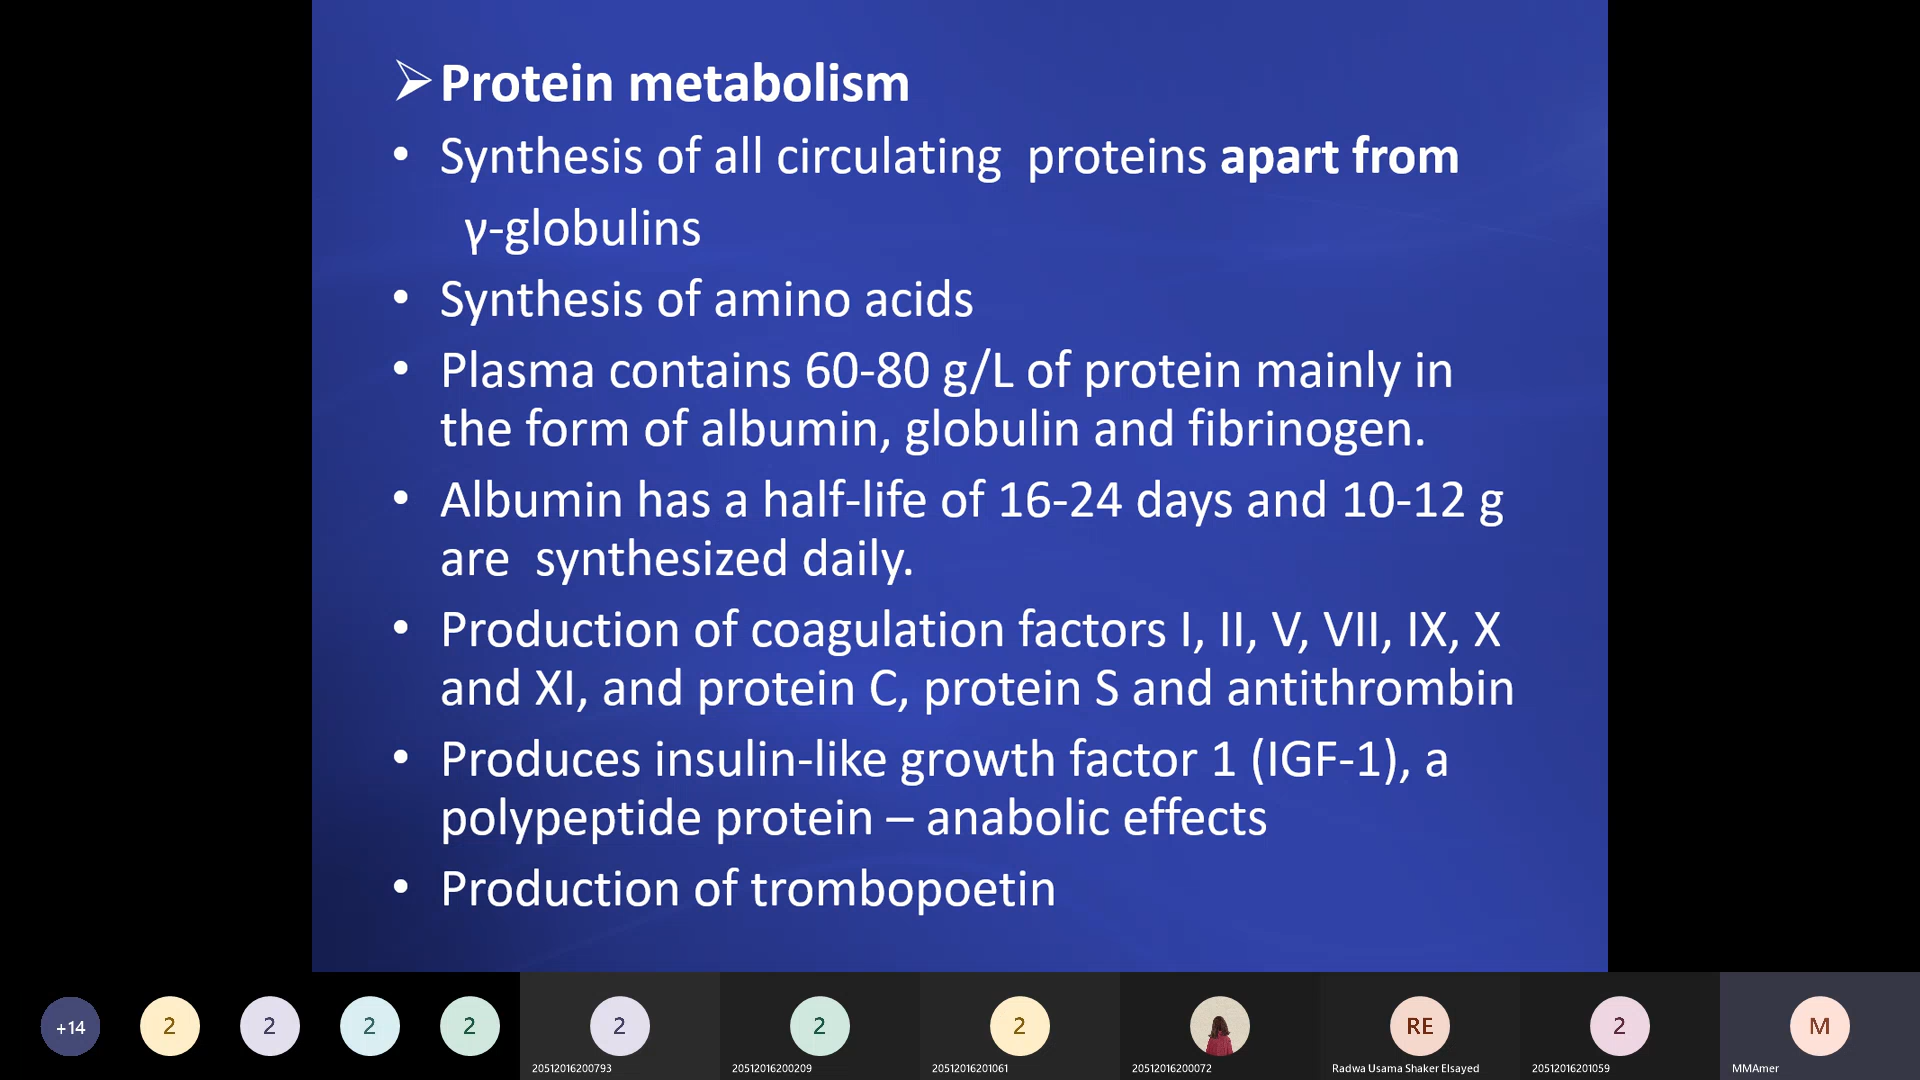 Protein metabolism
• Synthesis of all circulating proteins apart from
γ-globulins
• Synthesis of amino acids
• Plasma contains 60-80 g/L of protein mainly in
the form of albumin, globulin and fibrinogen.
• Albumin has a half-life of 16-24 days and 10-12 g
are synthesized daily.
• Production of coagulation factors I, II, V, VII, IX, X
and XI, and protein C, protein S and antithrombin
• Produces insulin-like growth factor 1 (IGF-1), a
polypeptide protein – anabolic effects
• Production of trombopoetin
+14 2 2 2 2 2 2 2 RE 2 M
20512016200793 20512016200209 20512016201061 20512016200072 Radwa Usama Shaker Elsayed 20512016201059 MMAmer